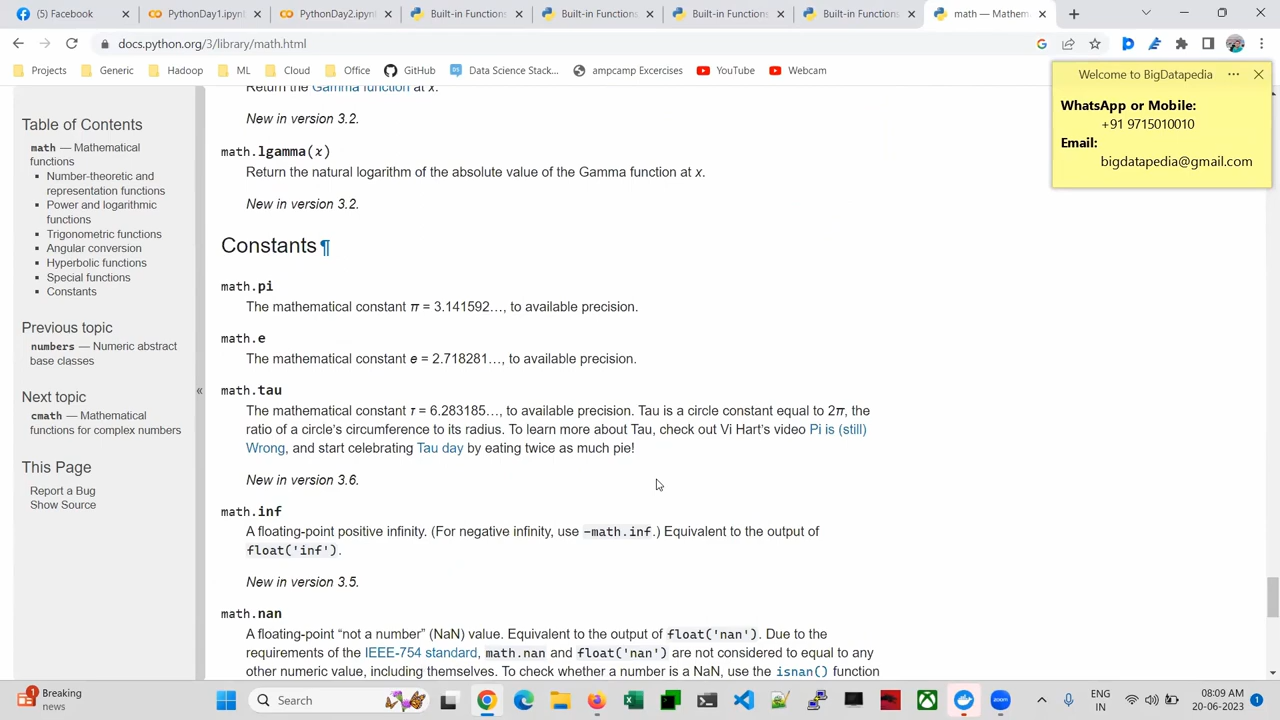 (5) Facebook
PythonDay1.ipynb
PythonDay2.ipynb
Built-in Functions
Built-in Functions
Built-in Functions
Built-in Functions
math — Mathem
docs.python.org/3/library/math.html
Projects
Generic
Hadoop
ML
Cloud
Office
GitHub
Data Science Stack...
ampcamp Excercises
YouTube
Webcam
Welcome to BigDatapedia
WhatsApp or Mobile:
+91 9715010010
Email:
bigdatapedia@gmail.com
Table of Contents
math — Mathematical
functions
Number-theoretic and
representation functions
Power and logarithmic
functions
Trigonometric functions
Angular conversion
Hyperbolic functions
Special functions
Constants
Previous topic
numbers — Numeric abstract
base classes
Next topic
cmath — Mathematical
functions for complex numbers
This Page
Report a Bug
Show Source
«
Return the Gamma function at x.
New in version 3.2.
math.lgamma(x)
Return the natural logarithm of the absolute value of the Gamma function at x.
New in version 3.2.
Constants¶
math.pi
The mathematical constant π = 3.141592…, to available precision.
math.e
The mathematical constant e = 2.718281…, to available precision.
math.tau
The mathematical constant τ = 6.283185…, to available precision. Tau is a circle constant equal to 2π, the
ratio of a circle's circumference to its radius. To learn more about Tau, check out Vi Hart's video Pi is (still)
Wrong, and start celebrating Tau day by eating twice as much pie!
New in version 3.6.
math.inf
A floating-point positive infinity. (For negative infinity, use -math.inf.) Equivalent to the output of
float('inf').
New in version 3.5.
math.nan
A floating-point “not a number” (NaN) value. Equivalent to the output of float('nan'). Due to the
requirements of the IEEE-754 standard, math.nan and float('nan') are not considered to equal to any
other numeric value, including themselves. To check whether a number is a NaN, use the isnan() function
1
Breaking
news
Search
ENG
IN
08:09 AM
20-06-2023
1